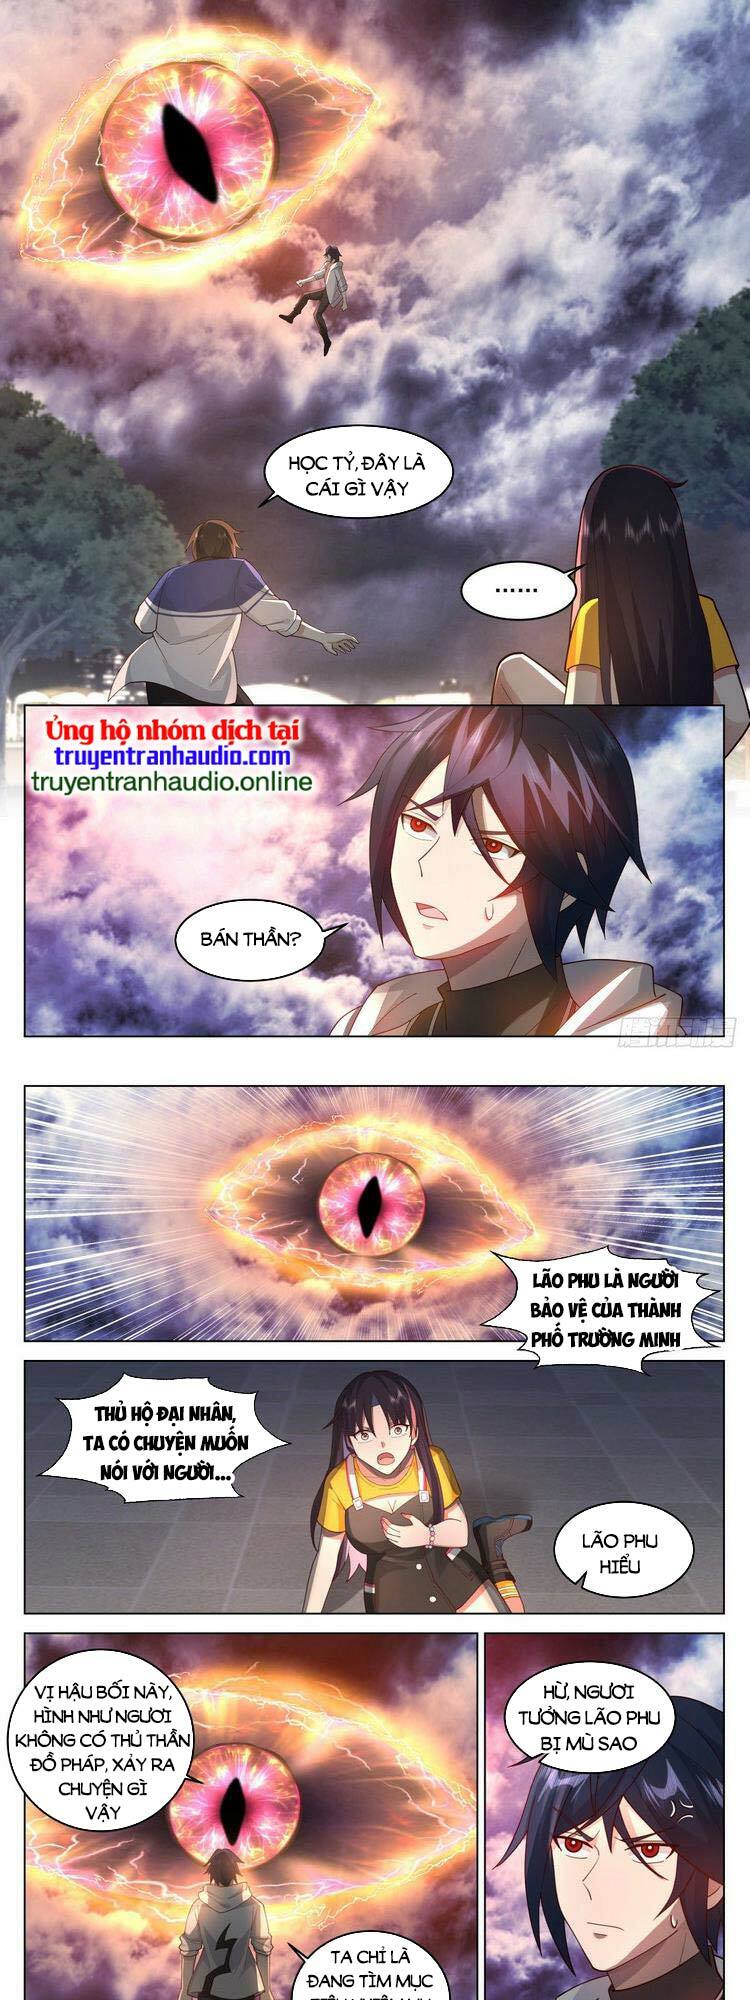 HỌC TỶ, ĐÂY LÀ
CÁI GÌ VẬY
......
Ủng hộ nhóm dịch tại
truyentranhaudio.com
truyentranhaudio.online
BÁN THẦN?
LÃO PHU LÀ NGƯỜI
BẢO VỆ CỦA THÀNH
PHỐ TRƯỜNG MINH
THỦ HỘ ĐẠI NHÂN,
TA CÓ CHUYỆN MUỐN
NÓI VỚI NGƯỜI...
LÃO PHU
HIỂU
VỊ HẬU BỐI NÀY,
HÌNH NHƯ NGƯƠI
KHÔNG CÓ THỦ THẦN
ĐỒ PHÁP, XẢY RA
CHUYỆN GÌ
VẬY
HỪ, NGƯƠI
TƯỞNG LÃO PHU
BỊ MÙ SAO
TA CHỈ LÀ
ĐANG TÌM MỤC